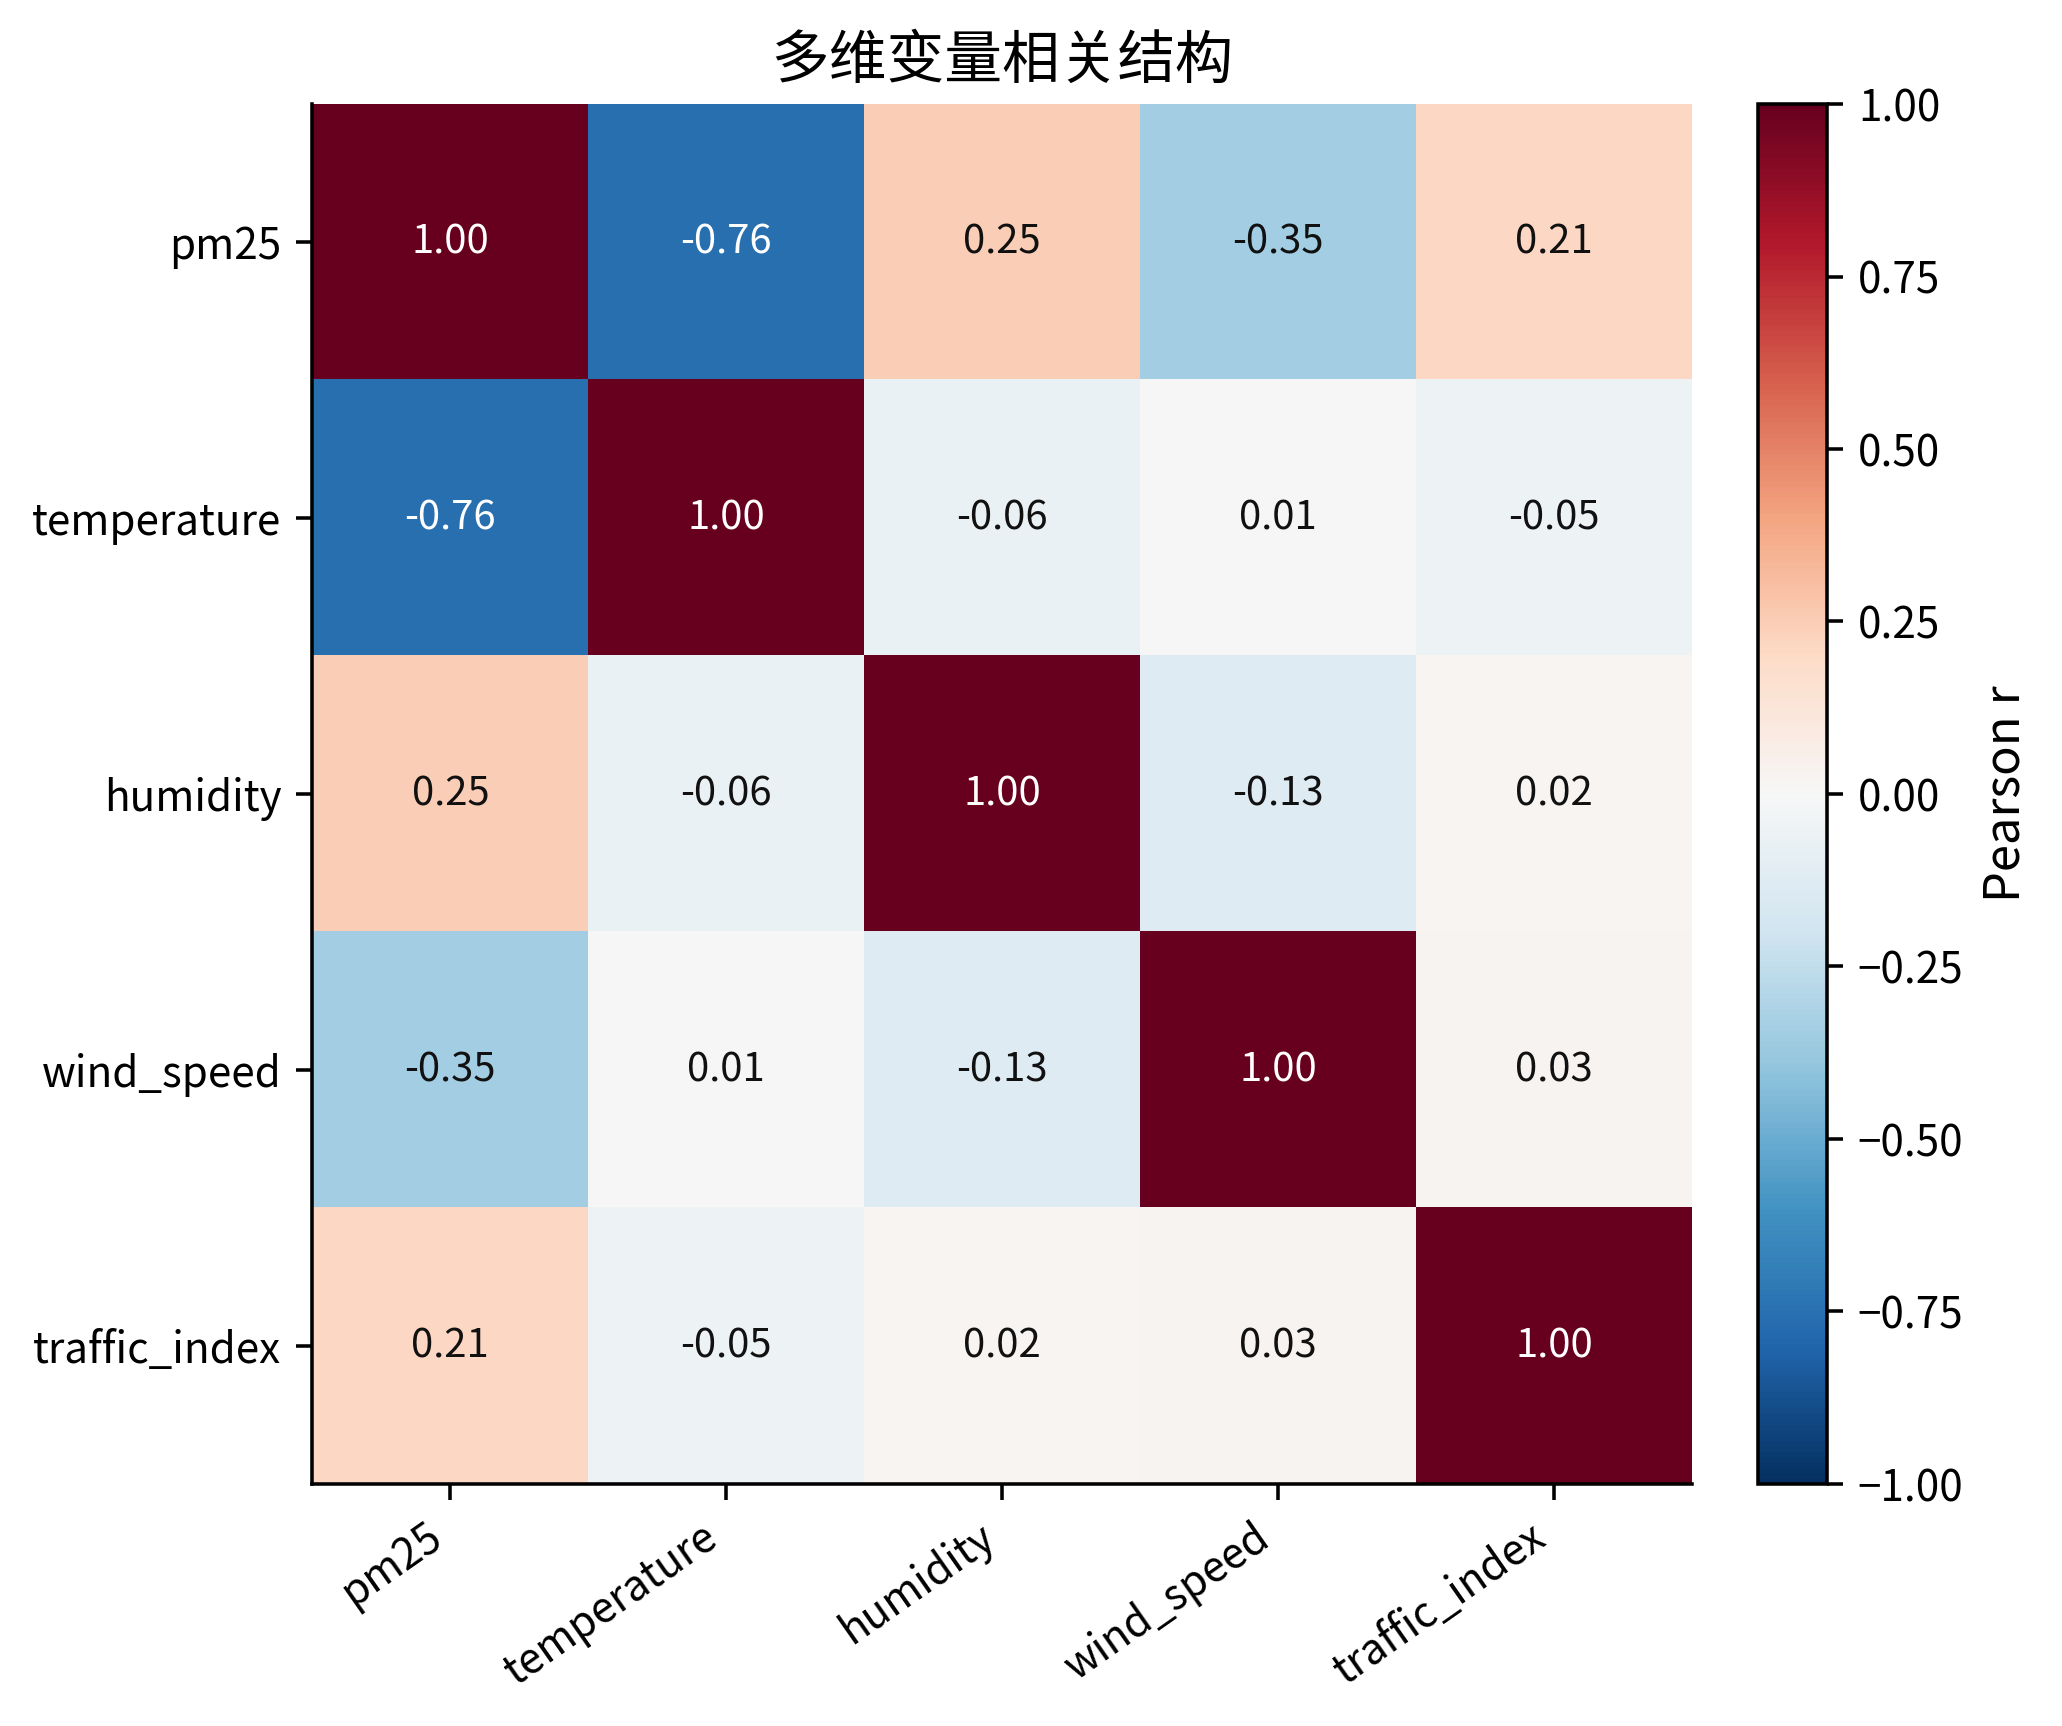 多维变量相关结构
pm25 1.00 -0.76 0.25 -0.35 0.21
temperature -0.76 1.00 -0.06 0.01 -0.05
humidity 0.25 -0.06 1.00 -0.13 0.02
wind_speed -0.35 0.01 -0.13 1.00 0.03
traffic_index 0.21 -0.05 0.02 0.03 1.00
pm25 temperature humidity wind_speed traffic_index
1.00
0.75
0.50
0.25
0.00
−0.25
−0.50
−0.75
−1.00
Pearson r